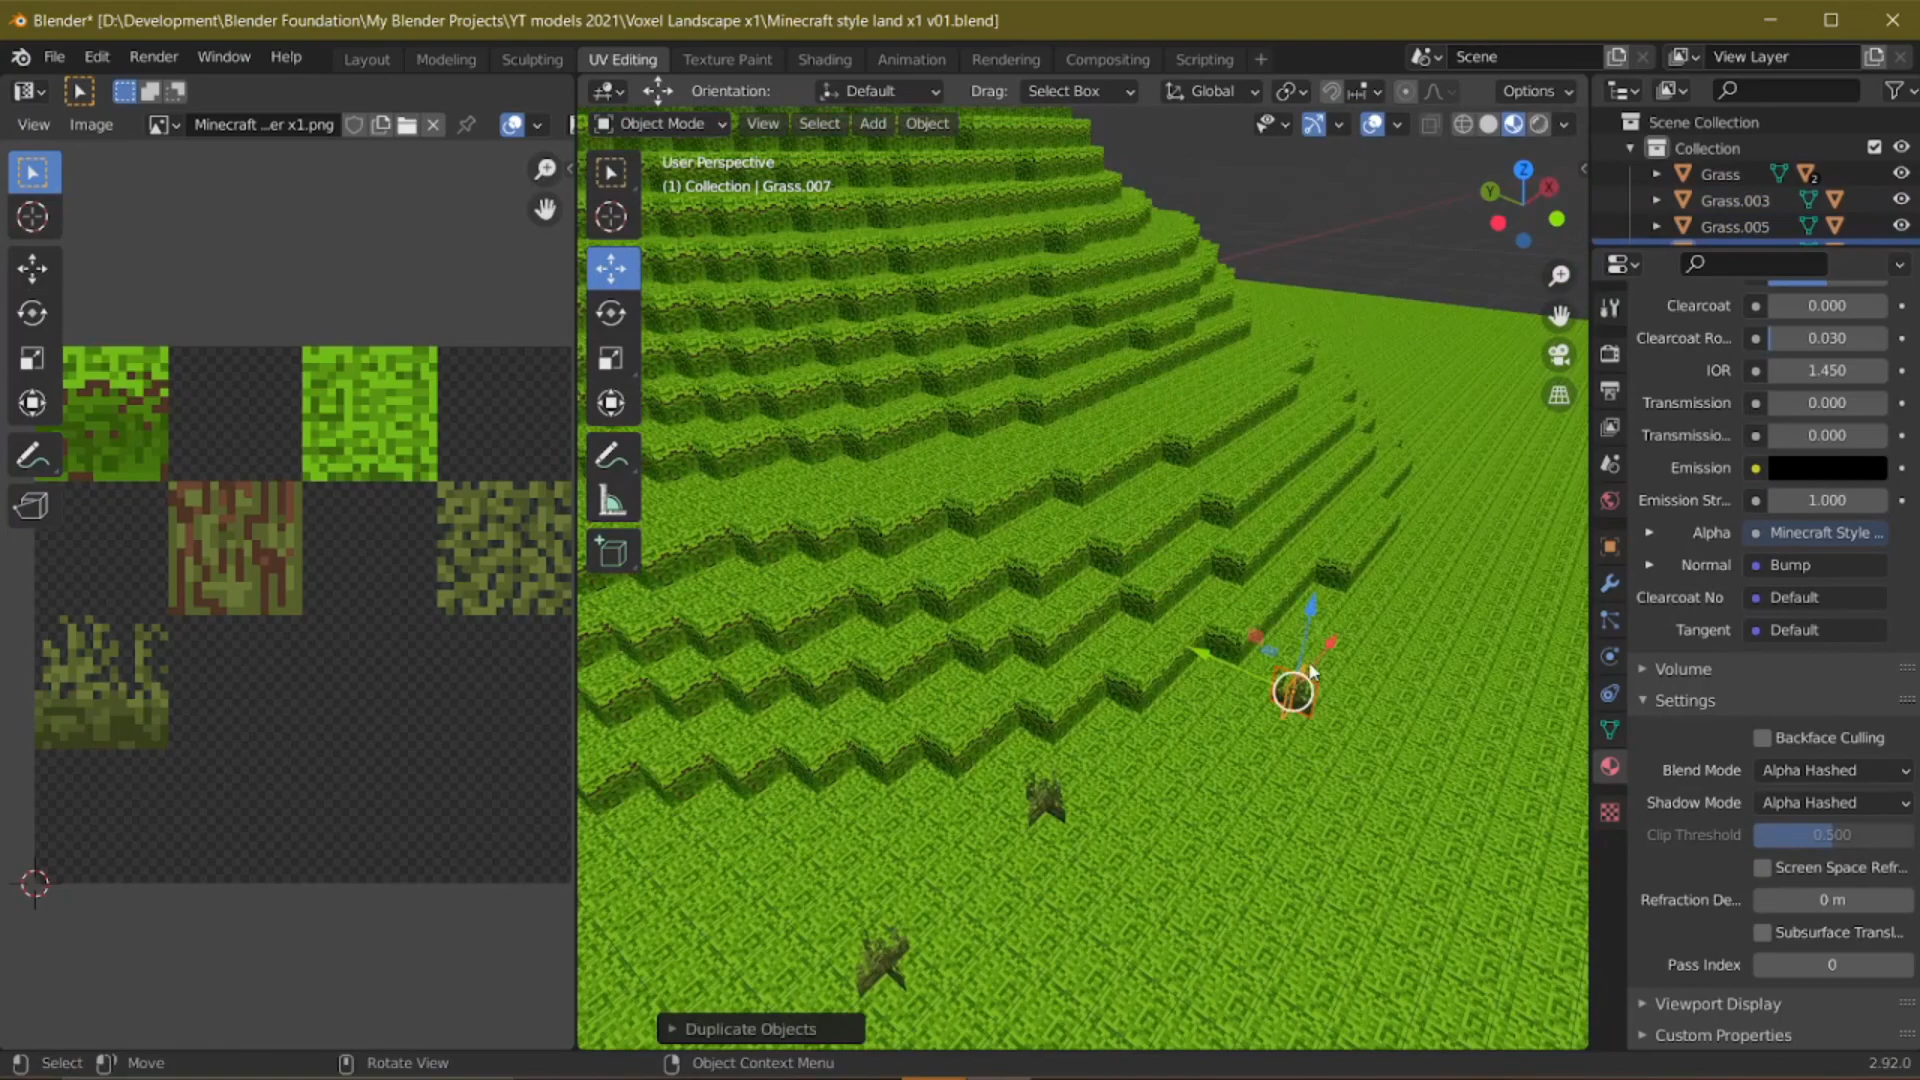 Blender* [D:\Development\Blender Foundation\My Blender Projects\YT models 2021\Voxel Landscape x1\Minecraft style land x1 v01.blend]
File Edit Render Window Help Layout Modeling Sculpting UV Editing Texture Paint Shading Animation Rendering Compositing Scripting + Scene View Layer
Orientation: Default Drag: Select Box Global Options
View Image Minecraft ...er x1.png Object Mode View Select Add Object
User Perspective
(1) Collection | Grass.007
Z
Y
X
Scene Collection
Collection
Grass 2
Grass.003
Grass.005
Clearcoat 0.000
Clearcoat Ro... 0.030
IOR 1.450
Transmission 0.000
Transmissio... 0.000
Emission
Emission Str... 1.000
Alpha Minecraft Style ...
Normal Bump
Clearcoat No Default
Tangent Default
Volume
Settings
Backface Culling
Blend Mode Alpha Hashed
Shadow Mode Alpha Hashed
Clip Threshold 0.500
Screen Space Refr...
Refraction De... 0 m
Subsurface Transl...
Pass Index 0
Viewport Display
Custom Properties
Duplicate Objects
Select Move Rotate View Object Context Menu 2.92.0